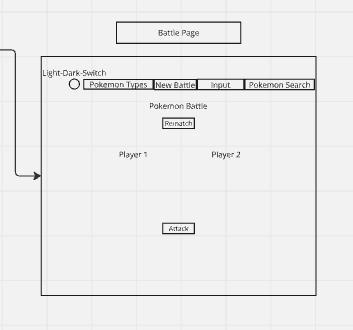 Battle Page
Light-Dark-Switch
Pokemon Types New Battle Input Pokemon Search
Pokemon Battle
Rematch
Player 1 Player 2
Attack